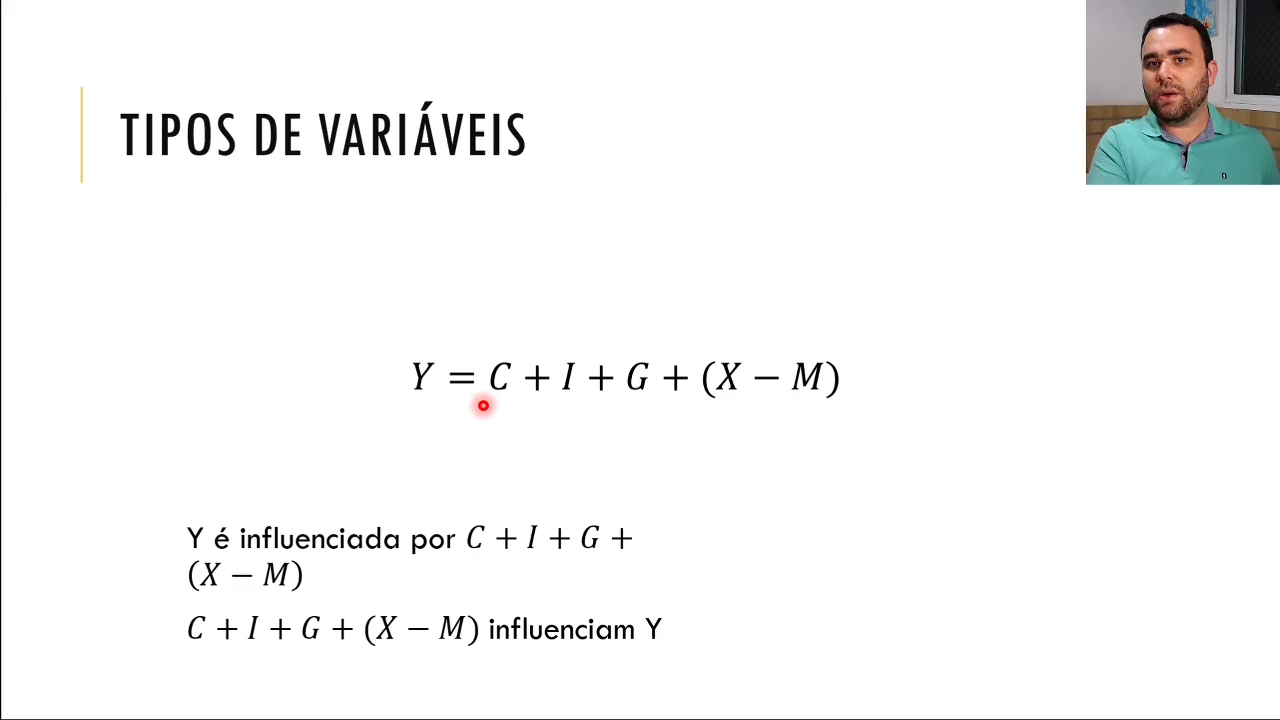 TIPOS DE VARIÁVEIS
Y = C + I + G + (X − M)
Y é influenciada por C + I + G +
(X − M)
C + I + G + (X − M) influenciam Y